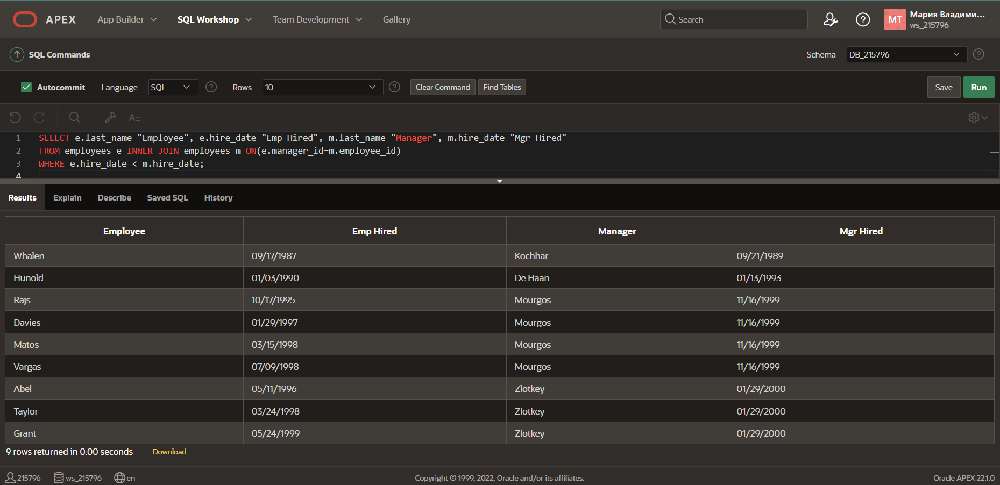 APEX App Builder SQL Workshop Team Development Gallery Search MT Мария Владими...
ws_215796
SQL Commands Schema DB_215796
Autocommit Language SQL Rows 10 Clear Command Find Tables Save Run
1 SELECT e.last_name "Employee", e.hire_date "Emp Hired", m.last_name "Manager", m.hire_date "Mgr Hired"
2 FROM employees e INNER JOIN employees m ON(e.manager_id=m.employee_id)
3 WHERE e.hire_date < m.hire_date;
4
Results Explain Describe Saved SQL History
Employee Emp Hired Manager Mgr Hired
Whalen 09/17/1987 Kochhar 09/21/1989
Hunold 01/03/1990 De Haan 01/13/1993
Rajs 10/17/1995 Mourgos 11/16/1999
Davies 01/29/1997 Mourgos 11/16/1999
Matos 03/15/1998 Mourgos 11/16/1999
Vargas 07/09/1998 Mourgos 11/16/1999
Abel 05/11/1996 Zlotkey 01/29/2000
Taylor 03/24/1998 Zlotkey 01/29/2000
Grant 05/24/1999 Zlotkey 01/29/2000
9 rows returned in 0.00 seconds Download
215796 ws_215796 en Copyright © 1999, 2022, Oracle and/or its affiliates. Oracle APEX 22.1.0